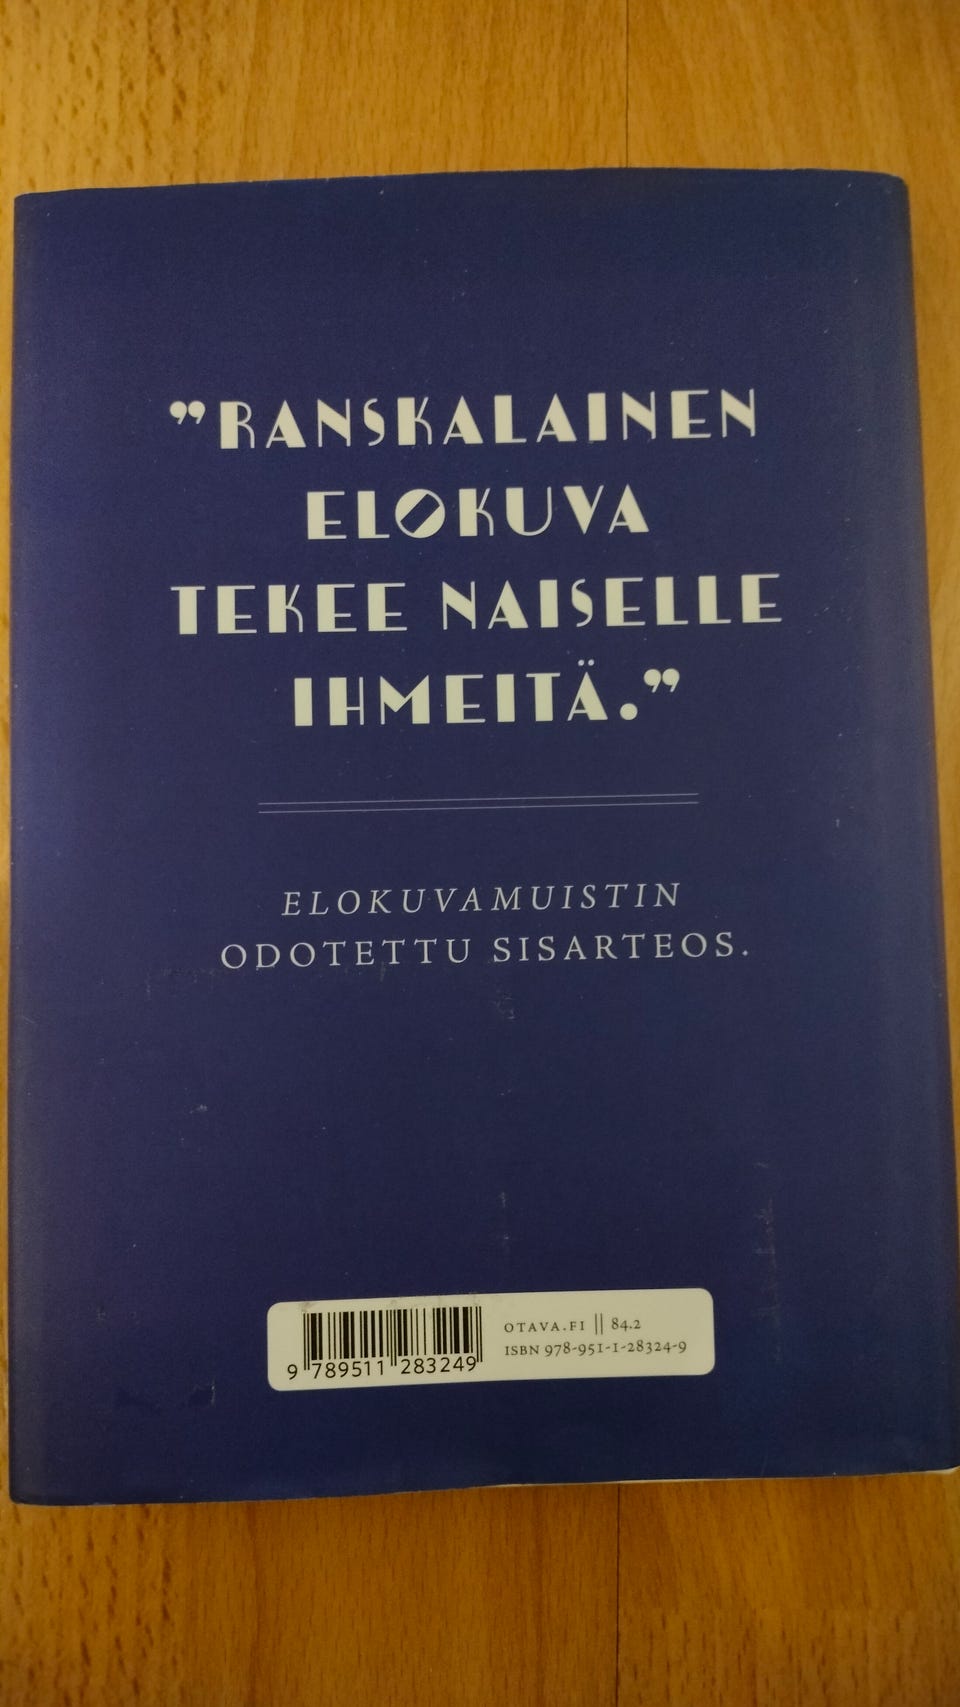 ”RANSKALAINEN
ELOKUVA
TEKEE NAISELLE
IHMEITÄ.”
ELOKUVAMUISTIN
ODOTETTU SISARTEOS.
OTAVA.FI || 84.2
ISBN 978-951-1-28324-9
9 789511 283249